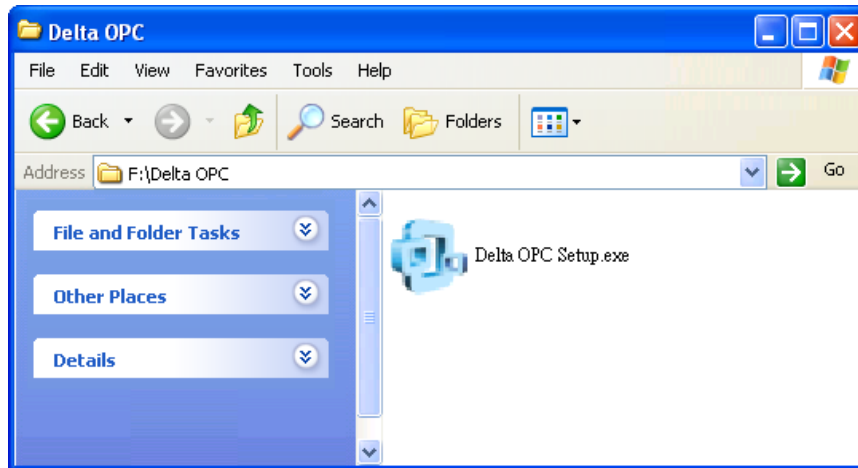 Delta OPC
File Edit View Favorites Tools Help
Back Search Folders
Address F:\Delta OPC Go
File and Folder Tasks
Delta OPC Setup.exe
Other Places
Details